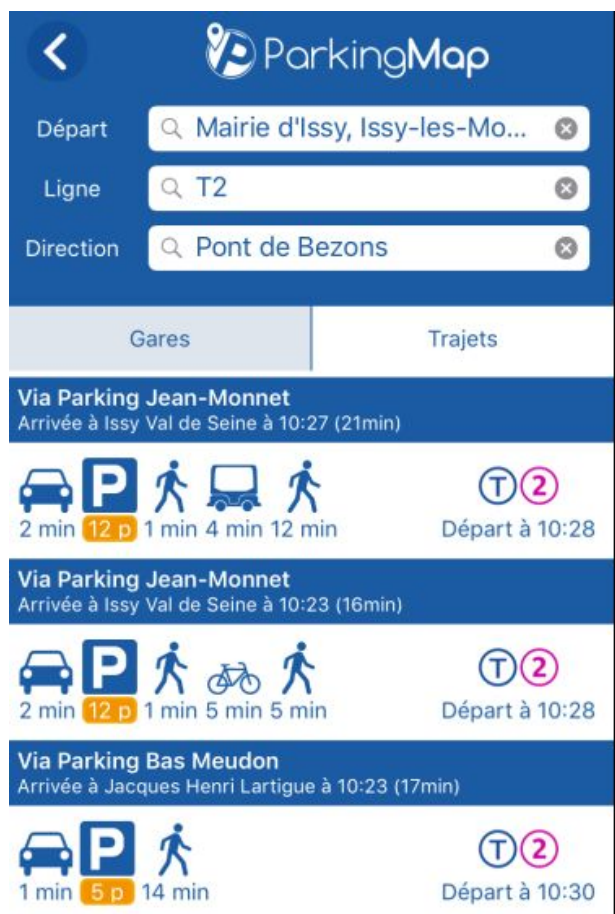 ParkingMap
Départ Mairie d'Issy, Issy-les-Mo...
Ligne T2
Direction Pont de Bezons
Gares Trajets
Via Parking Jean-Monnet
Arrivée à Issy Val de Seine à 10:27 (21min)
P T 2
2 min 12 p 1 min 4 min 12 min Départ à 10:28
Via Parking Jean-Monnet
Arrivée à Issy Val de Seine à 10:23 (16min)
P T 2
2 min 12 p 1 min 5 min 5 min Départ à 10:28
Via Parking Bas Meudon
Arrivée à Jacques Henri Lartigue à 10:23 (17min)
P T 2
1 min 5 p 14 min Départ à 10:30